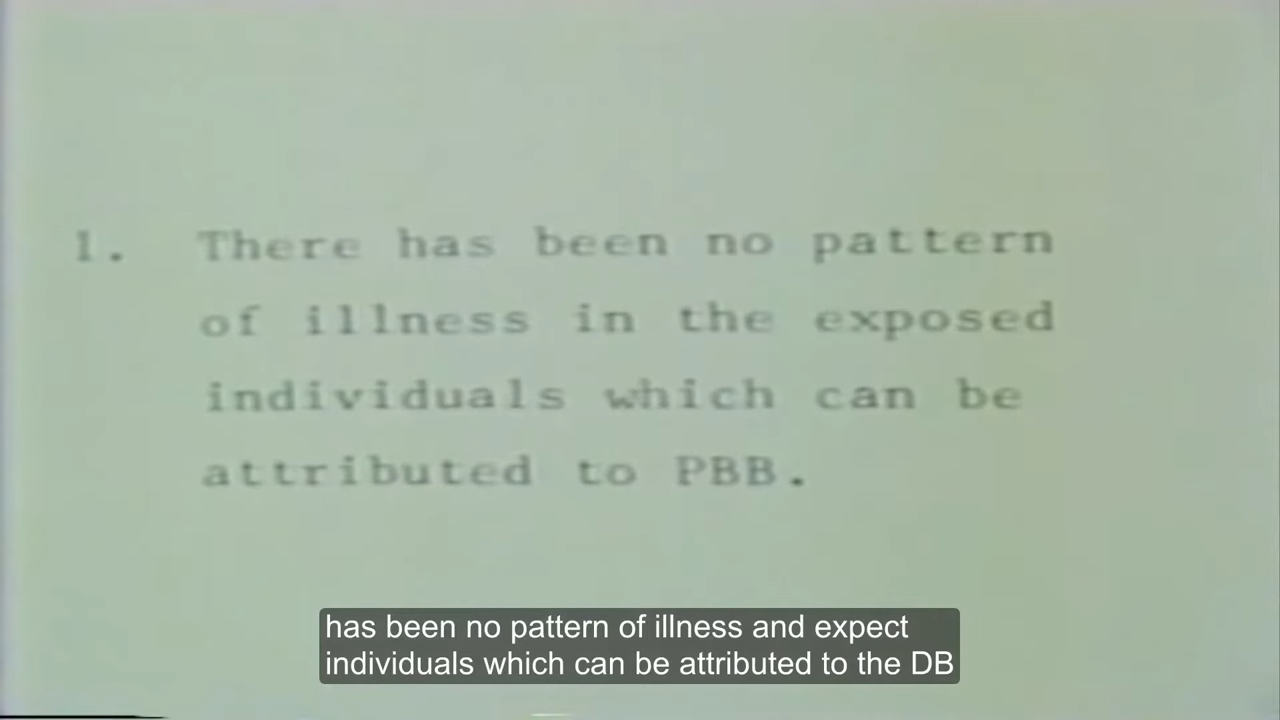 1. There has been no pattern
of illness in the exposed
individuals which can be
attributed to PBB.
has been no pattern of illness and expect
individuals which can be attributed to the DB